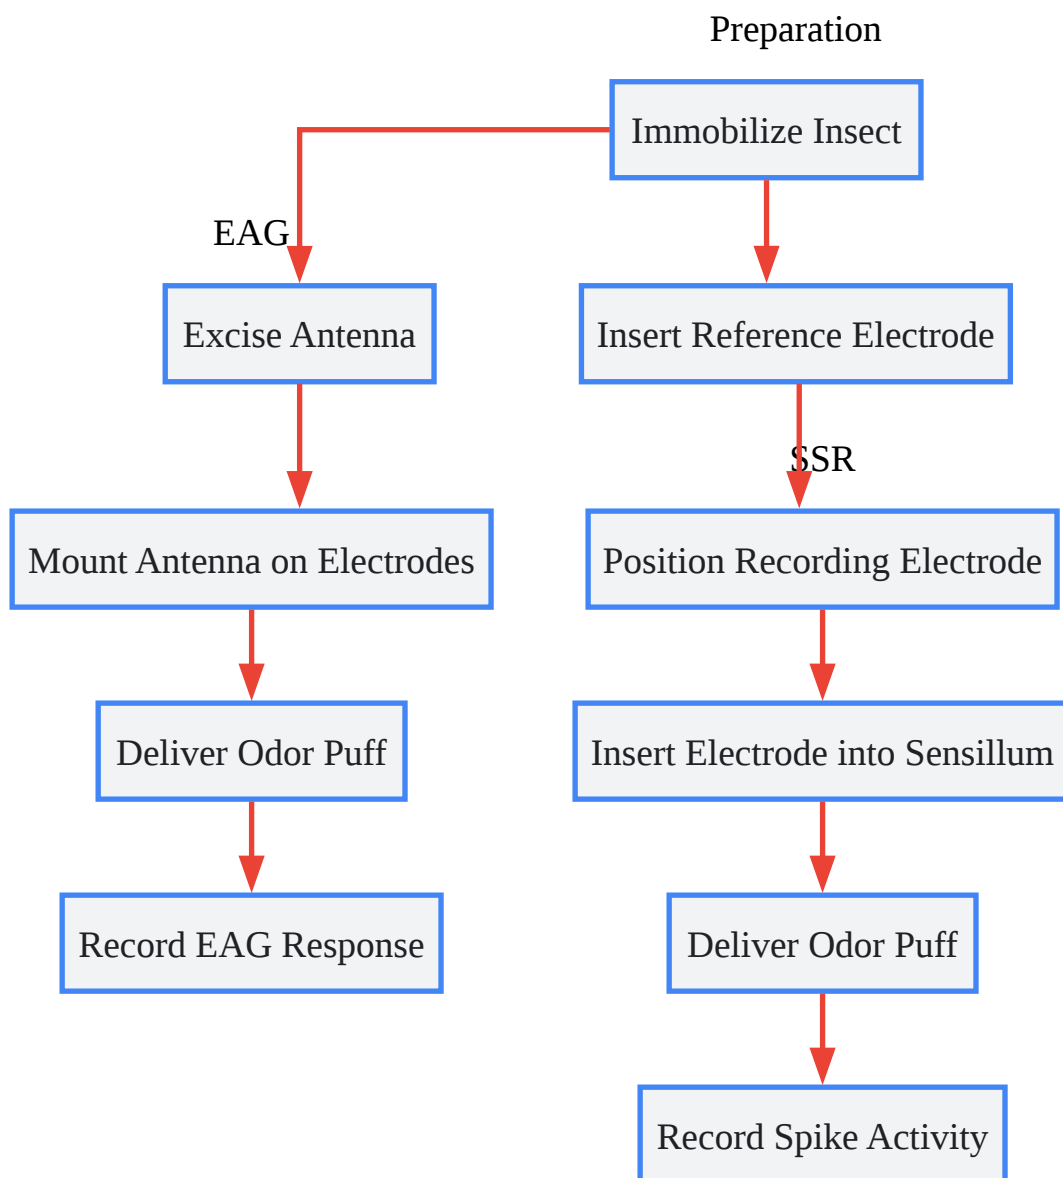 Preparation
Immobilize Insect
EAG
Excise Antenna
Insert Reference Electrode
SSR
Mount Antenna on Electrodes
Position Recording Electrode
Deliver Odor Puff
Insert Electrode into Sensillum
Record EAG Response
Deliver Odor Puff
Record Spike Activity